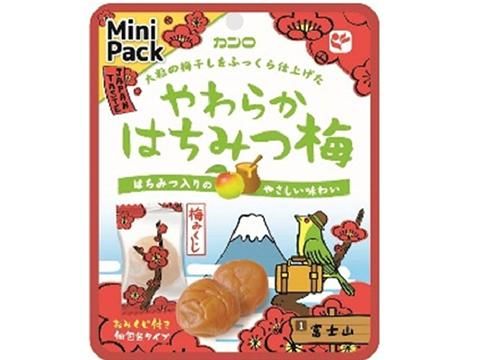 Mini
Pack
JAPAN
TASTE
カンロ
大粒の梅干しをふっくら仕上げた
やわらか
はちみつ梅
はちみつ入りの
やさしい味わい
梅みくじ
おみくじ付き
個包装タイプ
1 富士山